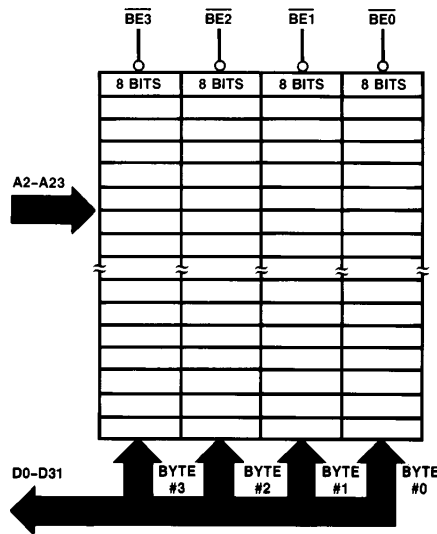 BE3 BE2 BE1 BE0
8 BITS 8 BITS 8 BITS 8 BITS
A2-A23
D0-D31
BYTE #3
BYTE #2
BYTE #1
BYTE #0